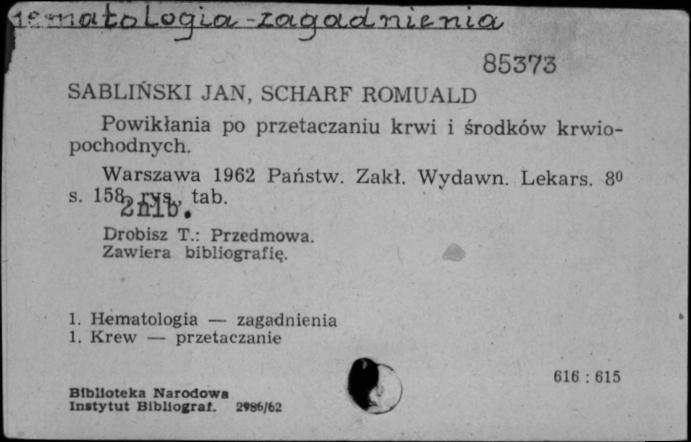 Hematologia - zagadnienia
85373
SABLIŃSKI JAN, SCHARF ROMUALD
Powikłania po przetaczaniu krwi i środków krwio-
pochodnych.
Warszawa 1962 Państw. Zakł. Wydawn. Lekars. 8⁰
s. 158, rys., tab.
2nlb.
Drobisz T.: Przedmowa.
Zawiera bibliografię.
1. Hematologia — zagadnienia
1. Krew — przetaczanie
616 : 615
Biblioteka Narodowa
Instytut Bibliograf. 2986/62